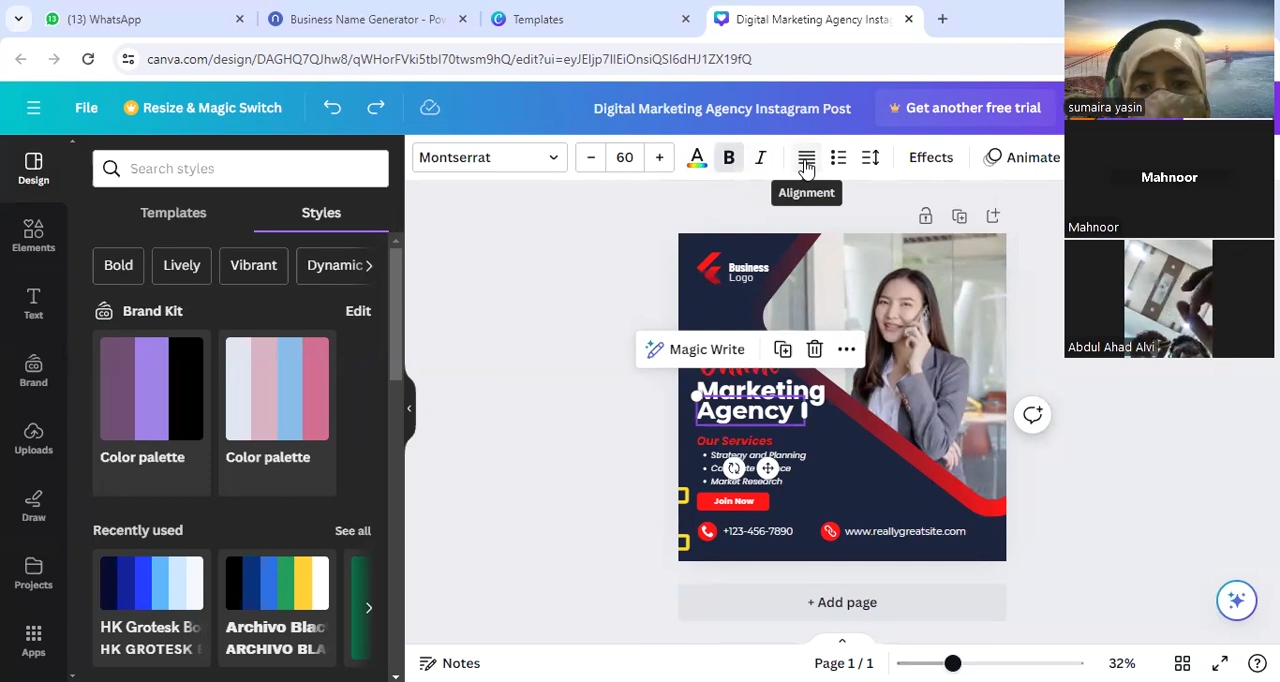 (13) WhatsApp
Business Name Generator - Pow
Templates
Digital Marketing Agency Insta
canva.com/design/DAGHQ7QJhw8/qWHorFVki5tbI70twsm9hQ/edit?ui=eyJEIjp7IlEiOnsiQSI6dHJ1ZX19fQ
File
Resize & Magic Switch
Digital Marketing Agency Instagram Post
Get another free trial
sumaira yasin
Design
Search styles
Montserrat
60
A
B
I
Effects
Animate
Alignment
Mahnoor
Mahnoor
Templates
Styles
Elements
Bold
Lively
Vibrant
Dynamic
Business
Logo
Text
Brand Kit
Edit
Magic Write
Abdul Ahad Alvi
Brand
Marketing
Agency I
Uploads
Color palette
Color palette
Our Services
Strategy and Planning
Market Research
Join Now
Draw
Recently used
See all
+123-456-7890
www.reallygreatsite.com
Projects
+ Add page
HK Grotesk Bo
HK GROTESK
Archivo Blac
ARCHIVO BLA
Apps
Notes
Page 1 / 1
32%